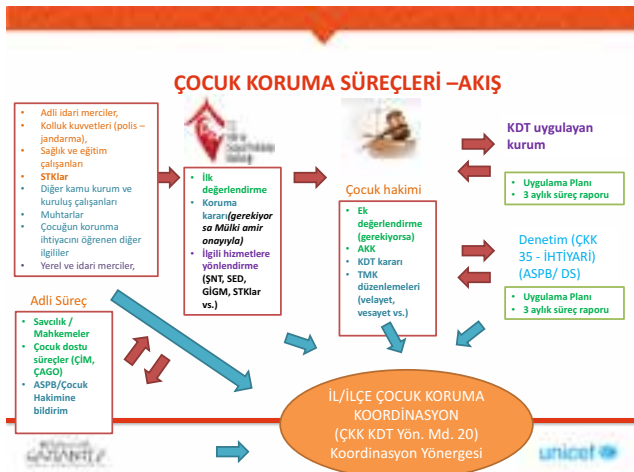 ÇOCUK KORUMA SÜREÇLERİ –AKIŞ
• Adli idari merciler,
• Kolluk kuvvetleri (polis –
jandarma),
• Sağlık ve eğitim
çalışanları
• STKlar
• Diğer kamu kurum ve
kuruluş çalışanları
• Muhtarlar
• Çocuğun korunma
ihtiyacını öğrenen diğer
ilgililer
• Yerel ve idari merciler,
Adli Süreç
• Savcılık /
Mahkemeler
• Çocuk dostu
süreçler (ÇİM,
ÇAGO)
• ASPB/Çocuk
Hakimine
bildirim
• İlk
değerlendirme
• Koruma
kararı(gerekiyor
sa Mülki amir
onayıyla)
• İlgili hizmetlere
yönlendirme
(ŞNT, SED,
GİGM, STKlar
vs.)
Çocuk hakimi
• Ek
değerlendirme
(gerekiyorsa)
• AKK
• KDT kararı
• TMK
düzenlemeleri
(velayet,
vesayet vs.)
KDT uygulayan
kurum
• Uygulama Planı
• 3 aylık süreç raporu
Denetim (ÇKK
35 - İHTİYARİ)
(ASPB/ DS)
• Uygulama Planı
• 3 aylık süreç raporu
İL/İLÇE ÇOCUK KORUMA
KOORDİNASYON
(ÇKK KDT Yön. Md. 20)
Koordinasyon Yönergesi
unicef